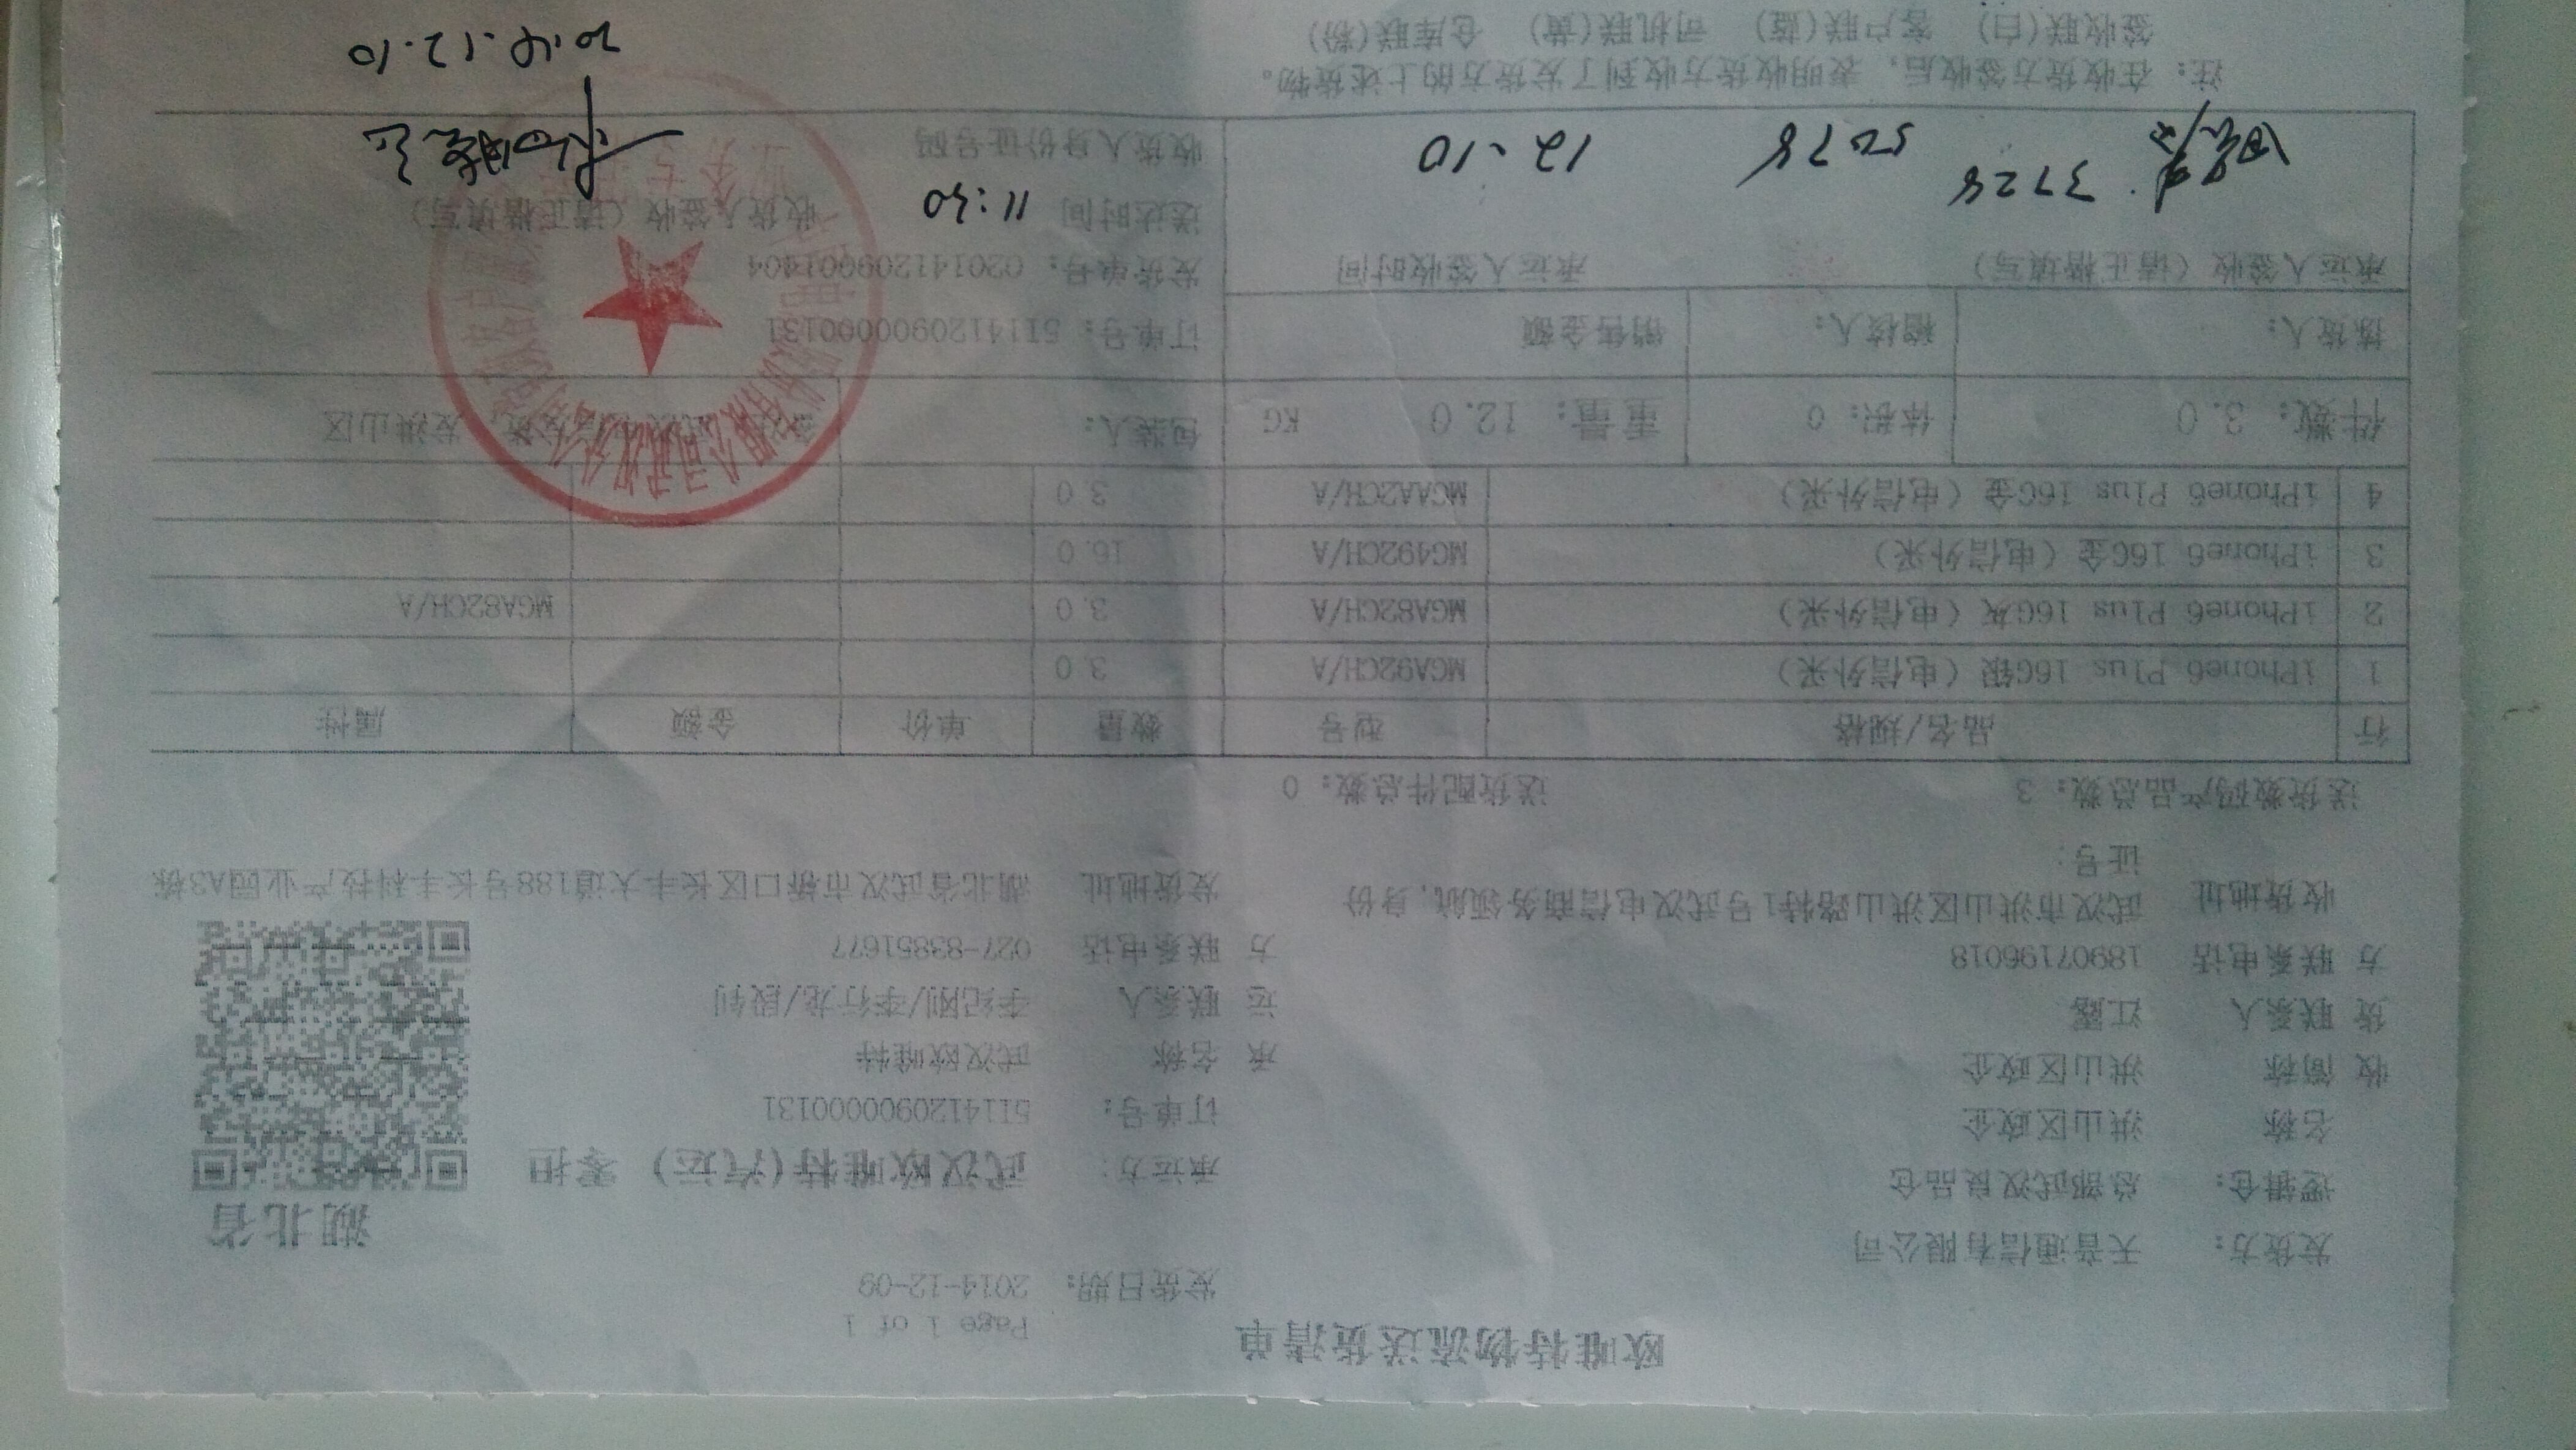 欧唯特物流送货清单
Page 1 of 1
发货日期: 2014-12-09
发货方: 天音通信有限公司
湖北省
逻辑仓: 总部武汉良品仓
承运方: 武汉欧唯特(汽运) 零担
名称 洪山区政企
订单号: 51141209000000131
收 简称 洪山区政企
承 名称 武汉欧唯特
货 联系人 江露
运 联系人 李纪刚/李行龙/段钊
方 联系电话 18907196018
方 联系电话 027-83851677
收货地址 武汉市洪山区洪山路特1号武汉电信商务领航,身份
证号:
发货地址 湖北省武汉市桥口区长丰大道188号长丰科技产业园A3栋
送货数码产品总数: 3 送货配件总数: 0
行 品名/规格 型号 数量 单价 金额 属性
1 iPhone6 Plus 16G银（电信外采） MGA92CH/A 3.0
2 iPhone6 Plus 16G灰（电信外采） MGA82CH/A 3.0 MGA82CH/A
3 iPhone6 16G金（电信外采） MG492CH/A 16.0
4 iPhone6 Plus 16G金（电信外采） MGAA2CH/A 3.0
件数: 3.0 体积: 0 重量: 12.0 KG 包装人: 发洪山区
拣货人: 稽核人: 销售金额 订单号: 51141209000000131
承运人签收（请正楷填写） 承运人签收时间 发货单号: 020141209001404
送达时间 11:30 收货人签收（请正楷填写）
3728 5678 12.10
收货人身份证号码
注: 在收货方签收后, 表明收货方收到了发货方的上述货物。
签收联(白) 客户联(蓝) 司机联(黄) 仓库联(粉)
2014.12.10